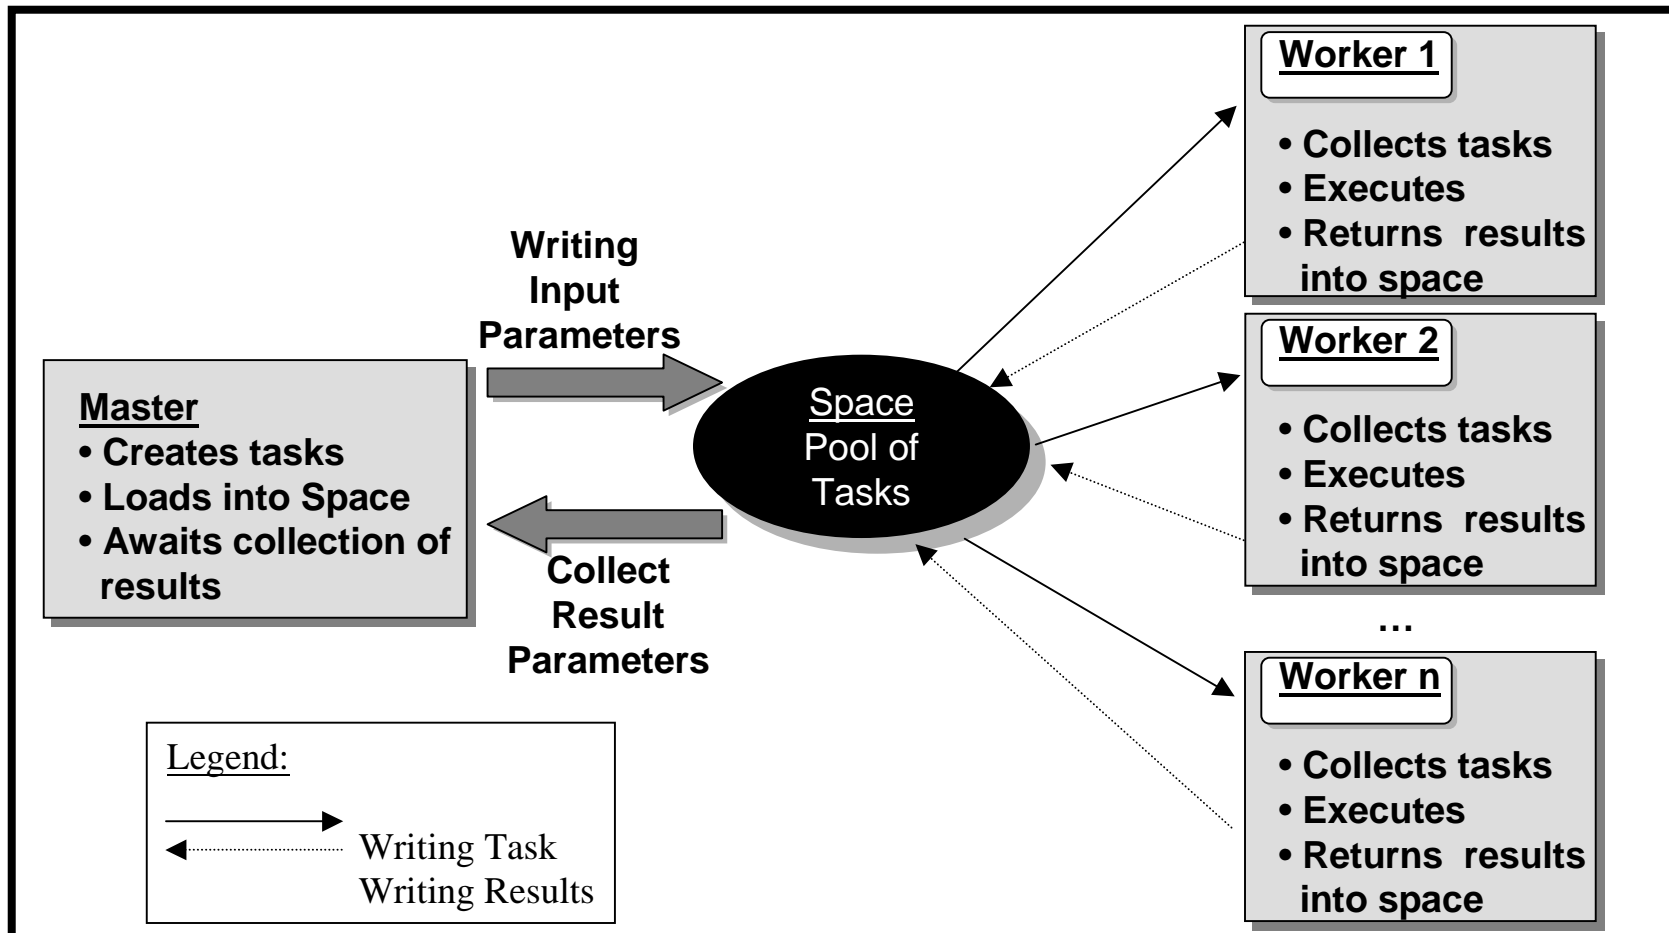 Writing
Input
Parameters
Master
• Creates tasks
• Loads into Space
• Awaits collection of
results
Space
Pool of
Tasks
Collect
Result
Parameters
Worker 1
• Collects tasks
• Executes
• Returns results
into space
Worker 2
• Collects tasks
• Executes
• Returns results
into space
...
Worker n
• Collects tasks
• Executes
• Returns results
into space
Legend:
Writing Task
Writing Results